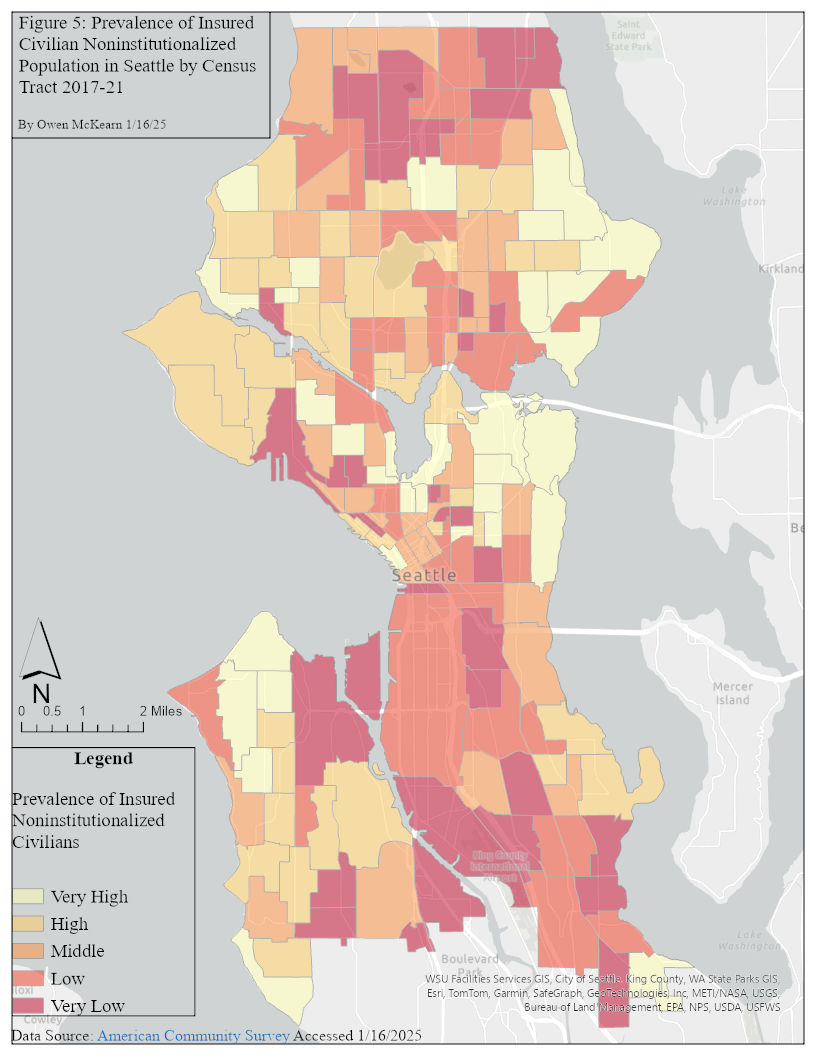 Figure 5: Prevalence of Insured
Civilian Noninstitutionalized
Population in Seattle by Census
Tract 2017-21
By Owen McKearn 1/16/25
Saint
Edward
State Park
Lake
Washington
Kirkland
Be
Seattle
N
0 0.5 1 2 Miles
Mercer
Island
Legend
Prevalence of Insured
Noninstitutionalized
Civilians
Very High
High
Middle
Low
Very Low
King County
International
Airport
Boulevard
Park
Lake
Washington
loxi
Cowley
WSU Facilities Services GIS, City of Seattle, King County, WA State Parks GIS,
Esri, TomTom, Garmin, SafeGraph, GeoTechnologies, Inc, METI/NASA, USGS,
Bureau of Land Management, EPA, NPS, USDA, USFWS
Data Source: American Community Survey Accessed 1/16/2025